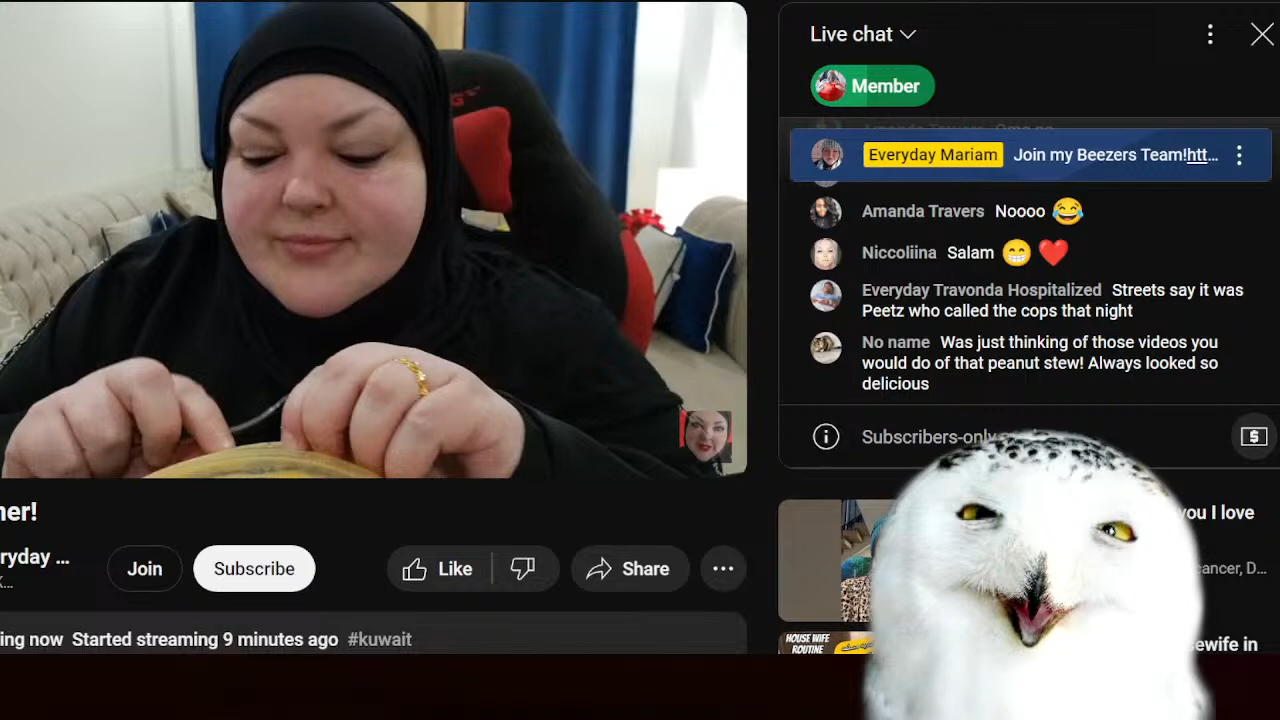 Live chat
Member
Everyday Mariam Join my Beezers Team!htt...
Amanda Travers Noooo 😂
Niccoliina Salam 😁 ❤️
Everyday Travonda Hospitalized Streets say it was
Peetz who called the cops that night
No name Was just thinking of those videos you
would do of that peanut stew! Always looked so
delicious
Subscribers-only
ner!
ryday ...
K...
Join
Subscribe
Like
Share
ing now Started streaming 9 minutes ago #kuwait
you I love
cancer, D...
HOUSE WIFE
ROUTINE
sewife in